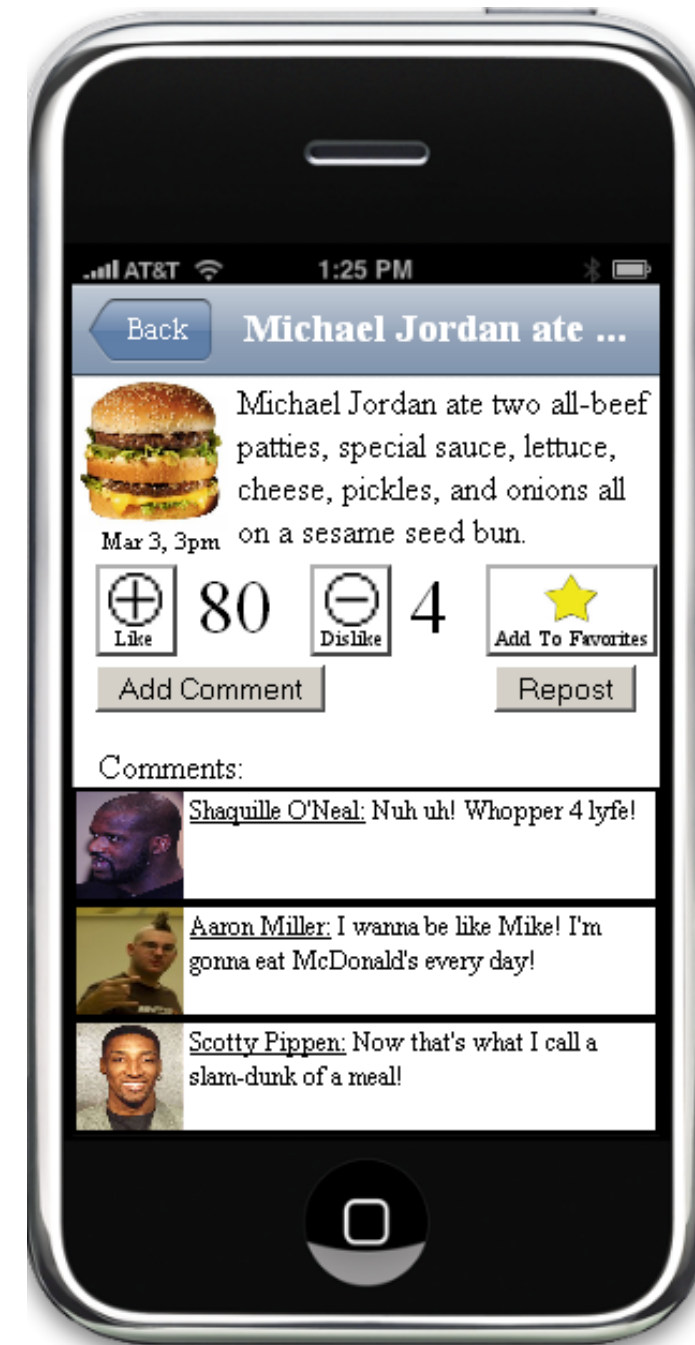 AT&T 1:25 PM
Back Michael Jordan ate ...
Michael Jordan ate two all-beef
patties, special sauce, lettuce,
cheese, pickles, and onions all
on a sesame seed bun.
Mar 3, 3pm
Like 80 Dislike 4 Add To Favorites
Add Comment Repost
Comments:
Shaquille O'Neal: Nuh uh! Whopper 4 lyfe!
Aaron Miller: I wanna be like Mike! I'm
gonna eat McDonald's every day!
Scotty Pippen: Now that's what I call a
slam-dunk of a meal!